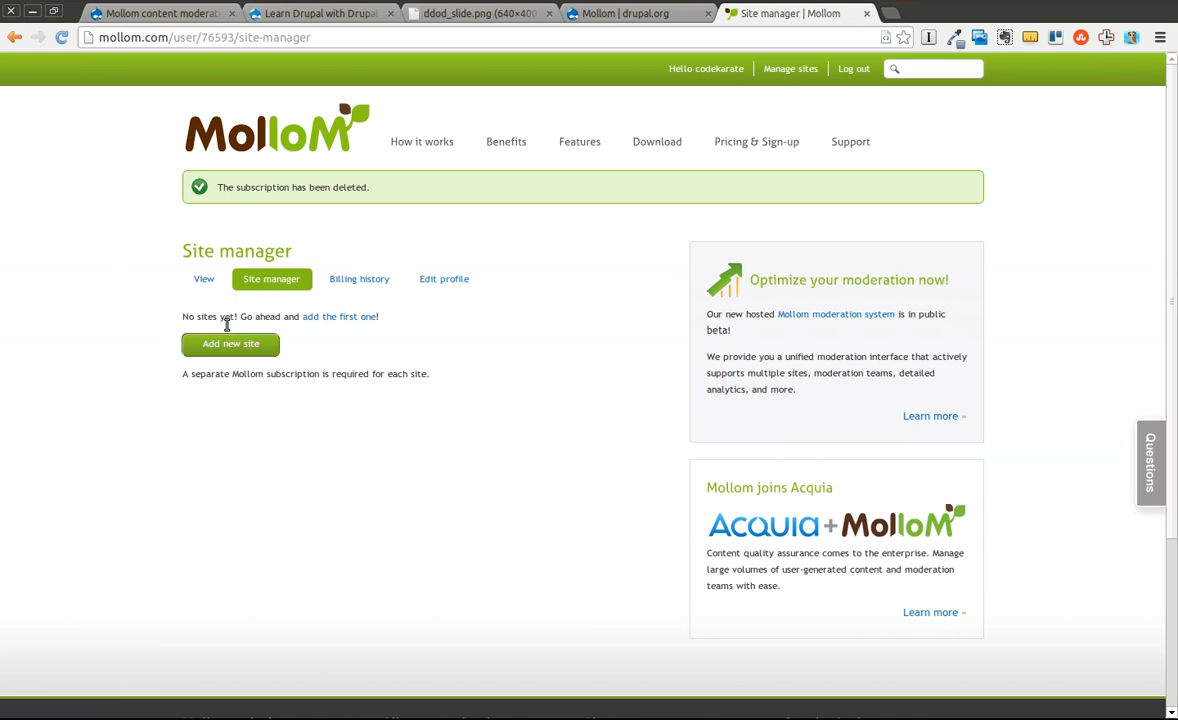 Mollom content moderati
Learn Drupal with Drupal
ddod_slide.png (640×400
Mollom | drupal.org
Site manager | Mollom
mollom.com/user/76593/site-manager
Hello codekarate
Manage sites
Log out
MolloM
How it works
Benefits
Features
Download
Pricing & Sign-up
Support
The subscription has been deleted.
Site manager
View
Site manager
Billing history
Edit profile
No sites yet! Go ahead and add the first one!
Add new site
A separate Mollom subscription is required for each site.
Optimize your moderation now!
Our new hosted Mollom moderation system is in public
beta!
We provide you a unified moderation interface that actively
supports multiple sites, moderation teams, detailed
analytics, and more.
Learn more »
Mollom joins Acquia
ACQUIA + MolloM
Content quality assurance comes to the enterprise. Manage
large volumes of user-generated content and moderation
teams with ease.
Learn more »
Questions